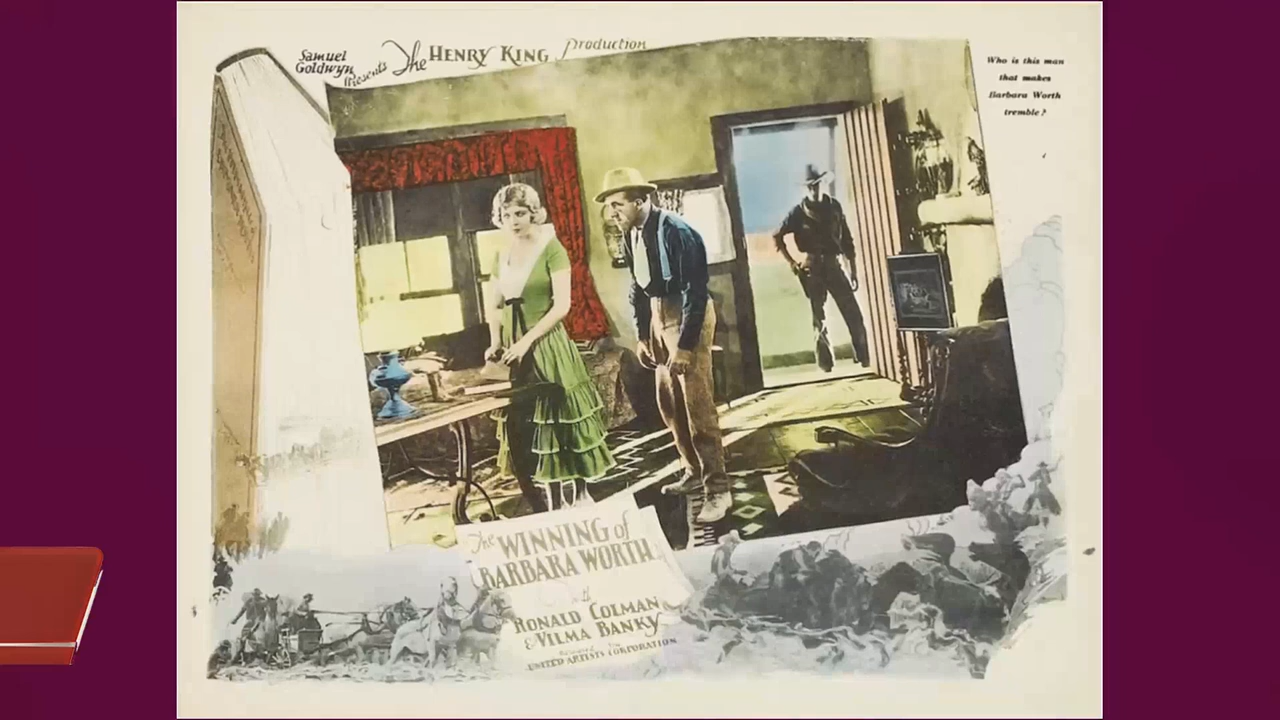 Samuel
Goldwyn
Presents The HENRY KING Production
Who is this man
that makes
Barbara Worth
tremble?
The WINNING of
BARBARA WORTH
with
RONALD COLMAN
& VILMA BANKY
UNITED ARTISTS CORPORATION